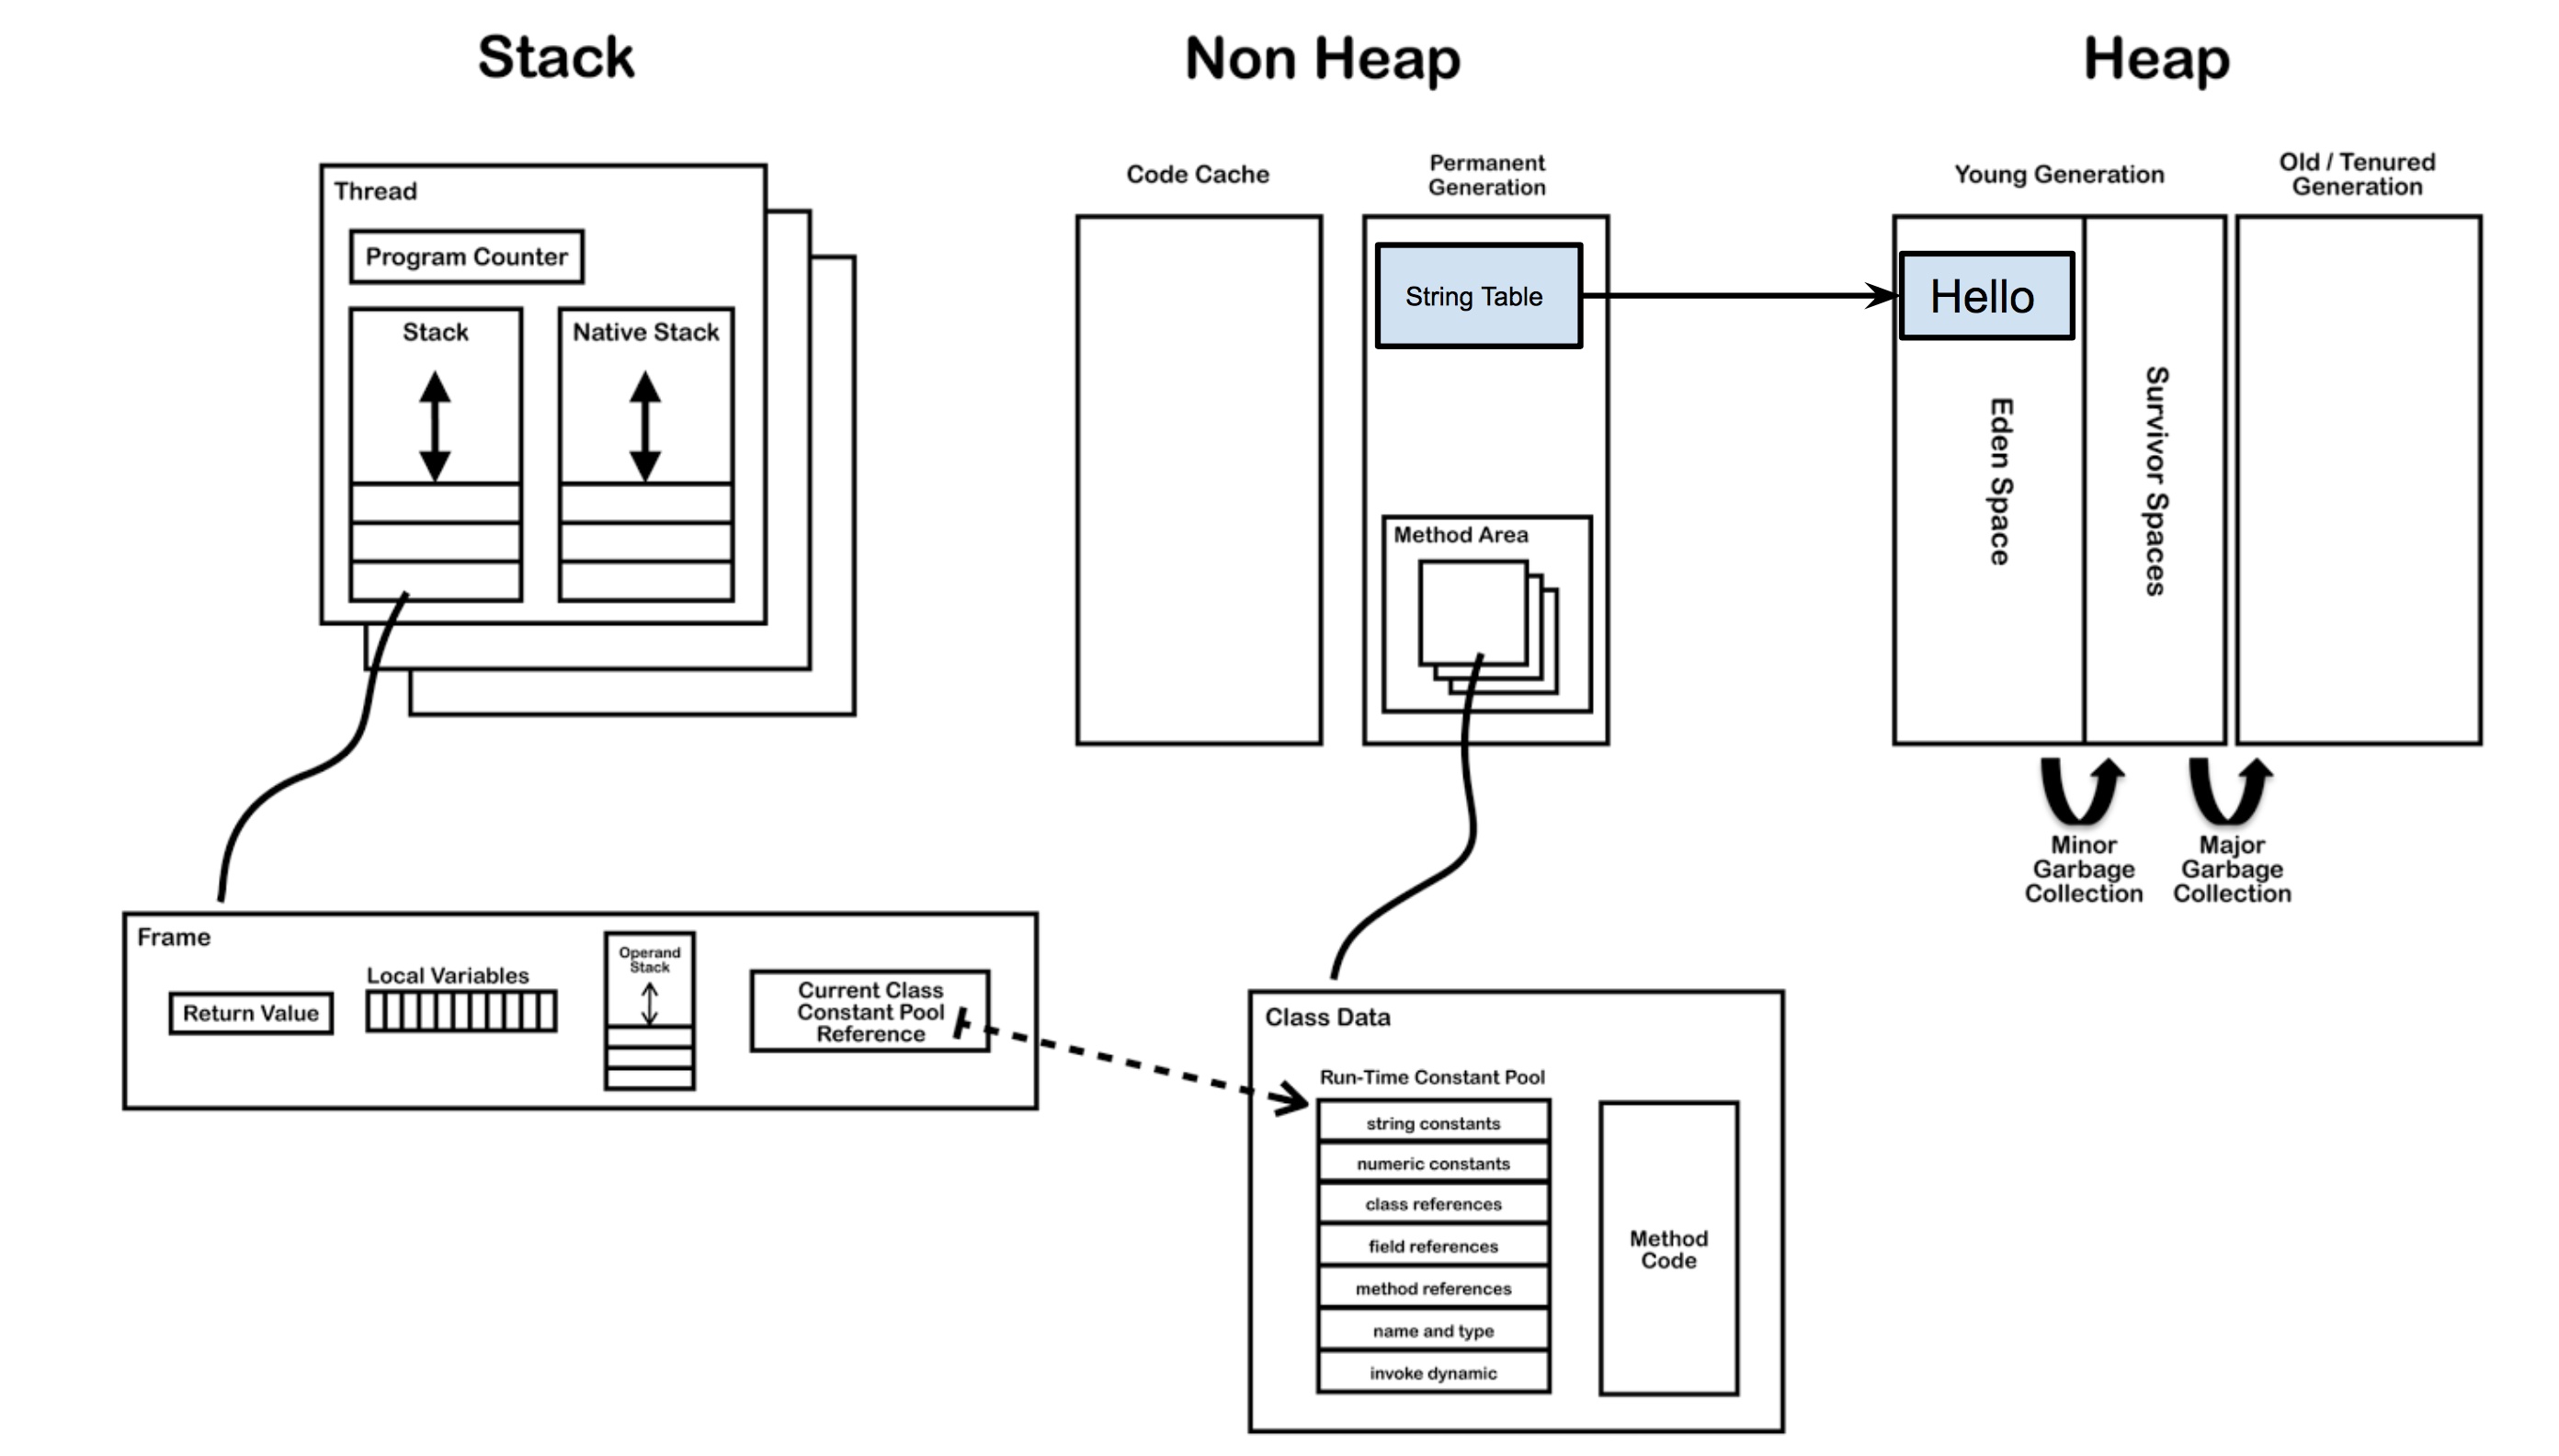 Stack
Non Heap
Heap
Thread
Program Counter
Stack
Native Stack
Code Cache
Permanent
Generation
String Table
Method Area
Young Generation
Old / Tenured
Generation
Hello
Eden Space
Survivor Spaces
Minor
Garbage
Collection
Major
Garbage
Collection
Frame
Return Value
Local Variables
Operand
Stack
Current Class
Constant Pool
Reference
Class Data
Run-Time Constant Pool
string constants
numeric constants
class references
field references
method references
name and type
invoke dynamic
Method
Code